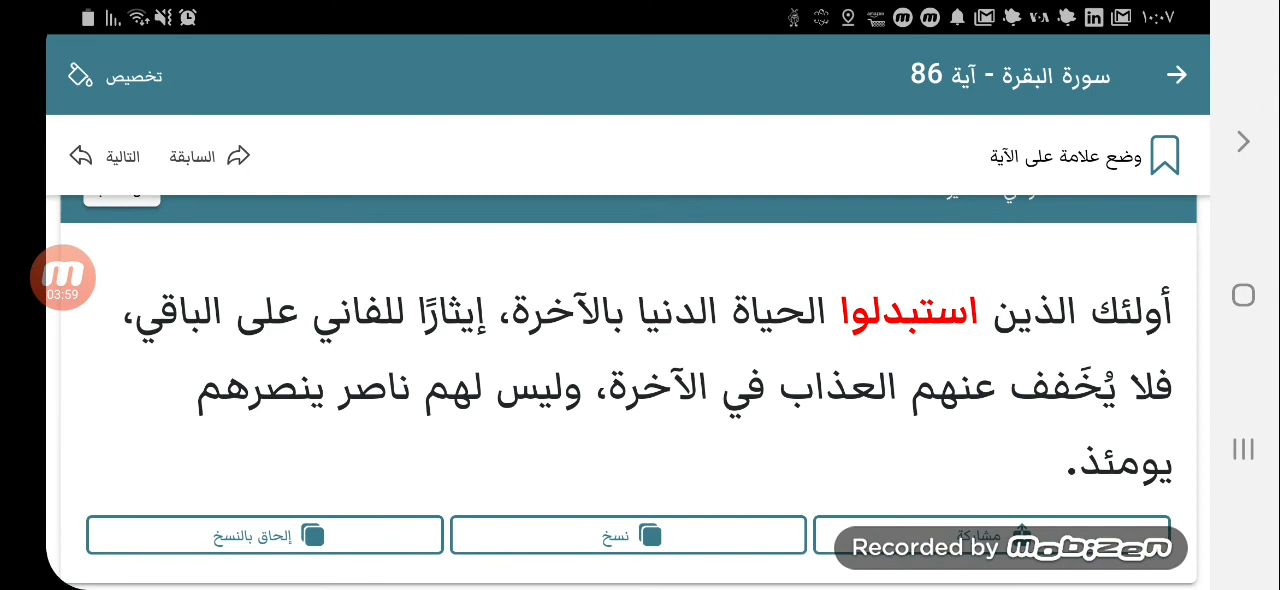 ١٠:٠٧
سورة البقرة - آية 86
تخصيص
وضع علامة على الآية
السابقة
التالية
أولئك الذين استبدلوا الحياة الدنيا بالآخرة، إيثارًا للفاني على الباقي،
فلا يُخَفف عنهم العذاب في الآخرة، وليس لهم ناصر ينصرهم
يومئذ.
مشاركة
نسخ
إلحاق بالنسخ
03:59
Recorded by mobizen